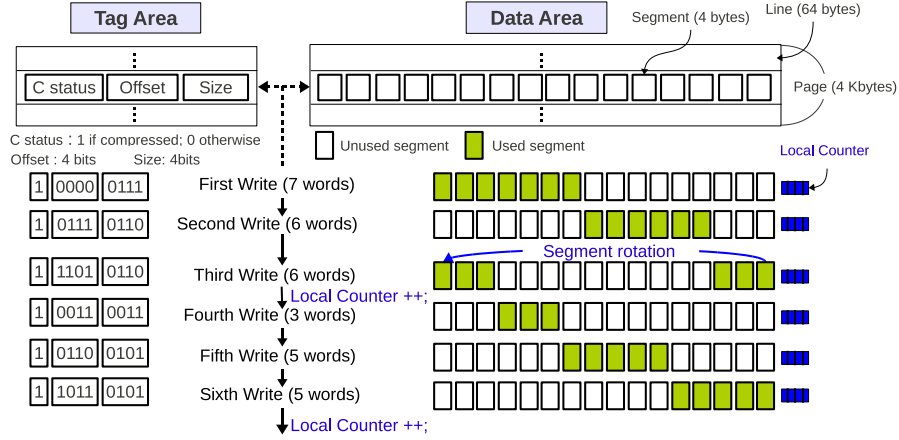 Tag Area
Data Area
Segment (4 bytes)
Line (64 bytes)
C status
Offset
Size
Page (4 Kbytes)
C status : 1 if compressed; 0 otherwise
Offset : 4 bits Size: 4bits
Unused segment
Used segment
Local Counter
1 0000 0111
First Write (7 words)
1 0111 0110
Second Write (6 words)
Segment rotation
1 1101 0110
Third Write (6 words)
Local Counter ++;
1 0011 0011
Fourth Write (3 words)
1 0110 0101
Fifth Write (5 words)
1 1011 0101
Sixth Write (5 words)
Local Counter ++;